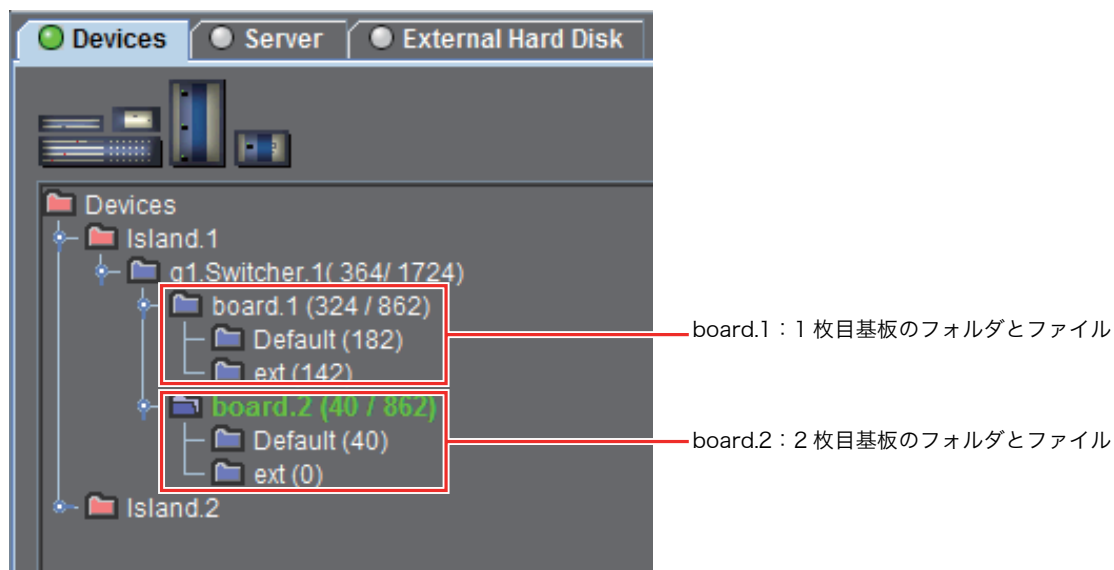 Devices
Server
External Hard Disk
Devices
Island.1
g1.Switcher.1( 364/ 1724)
board.1 (324 / 862)
Default (182)
ext (142)
board.1：1 枚目基板のフォルダとファイル
board.2 (40 / 862)
Default (40)
ext (0)
board.2：2 枚目基板のフォルダとファイル
Island.2